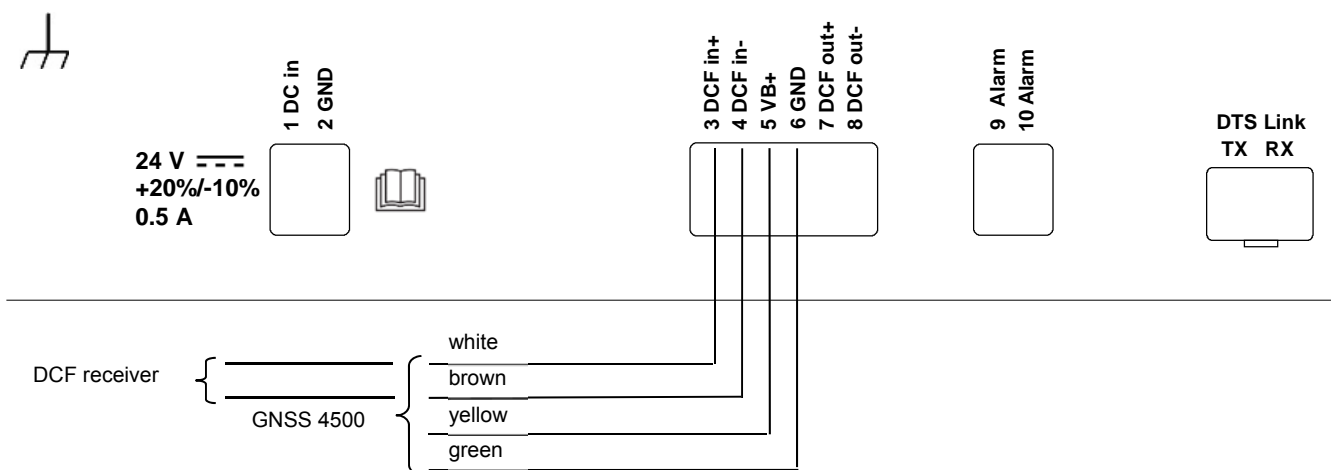 1 DC in
2 GND
24 V
+20%/-10%
0.5 A
3 DCF in+
4 DCF in-
5 VB+
6 GND
7 DCF out+
8 DCF out-
9 Alarm
10 Alarm
DTS Link
TX RX
DCF receiver
GNSS 4500
white
brown
yellow
green